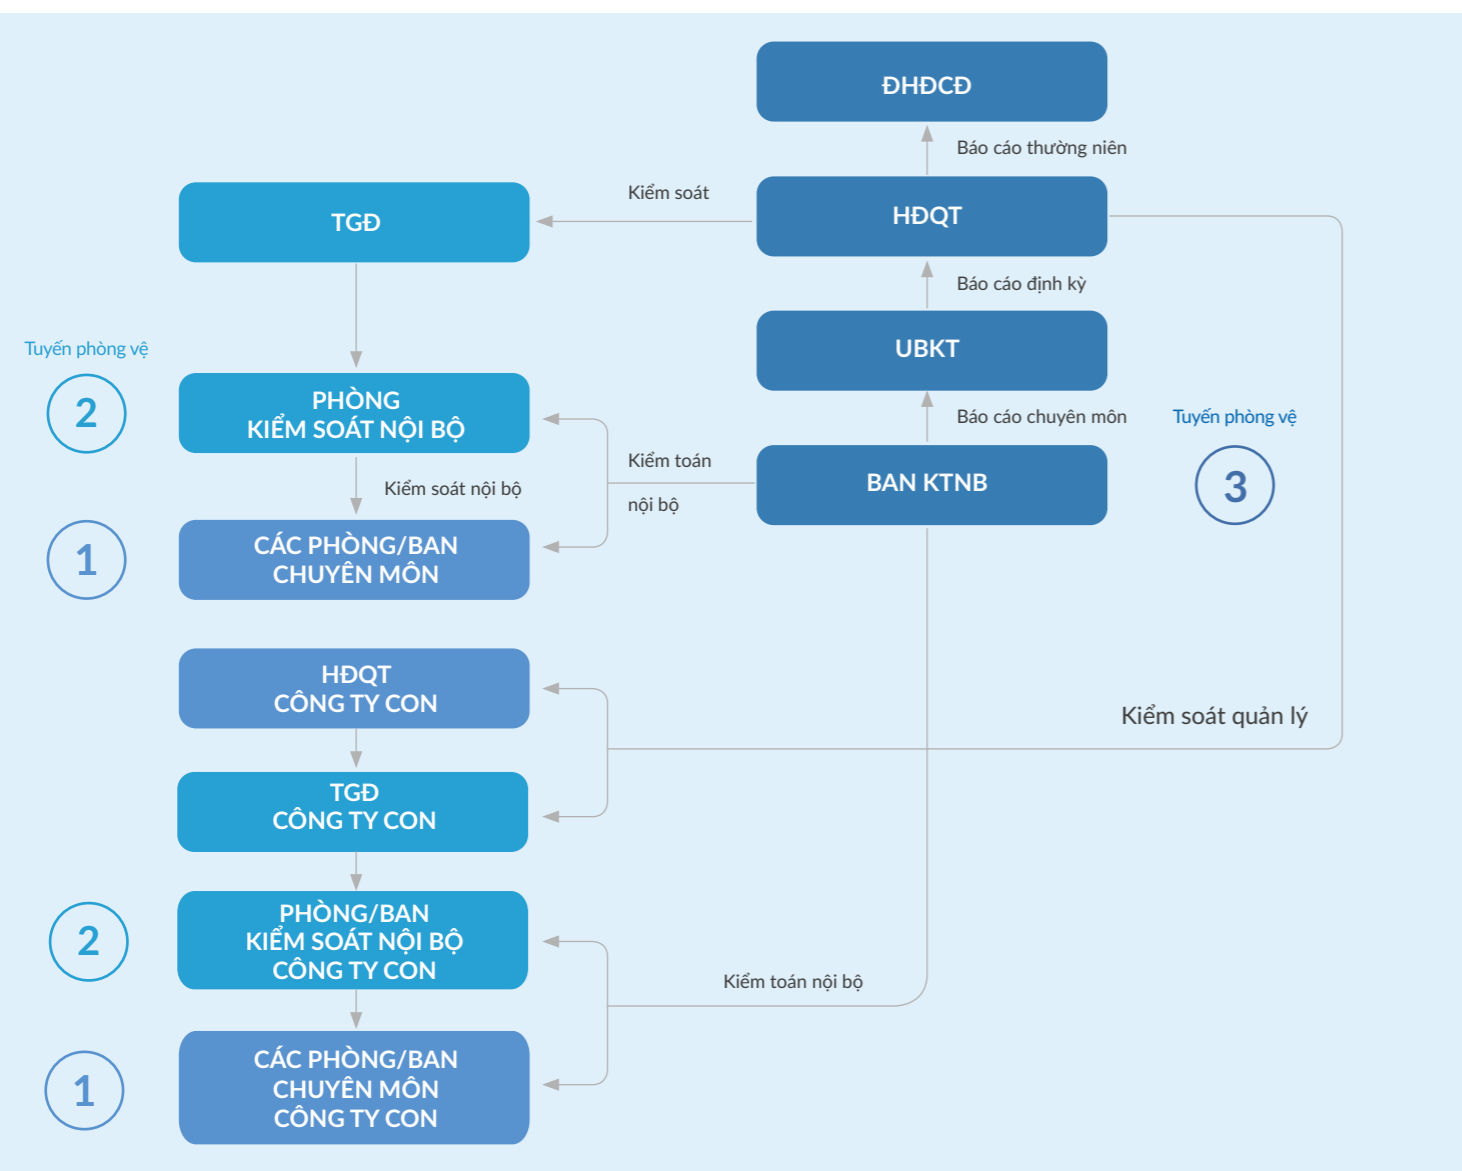 ĐHĐCĐ
Báo cáo thường niên
Kiểm soát
TGĐ
HĐQT
Báo cáo định kỳ
Tuyến phòng vệ
UBKT
2
PHÒNG
KIỂM SOÁT NỘI BỘ
Báo cáo chuyên môn
Tuyến phòng vệ
Kiểm toán
nội bộ
BAN KTNB
3
Kiểm soát nội bộ
1
CÁC PHÒNG/BAN
CHUYÊN MÔN
HĐQT
CÔNG TY CON
Kiểm soát quản lý
TGĐ
CÔNG TY CON
2
PHÒNG/BAN
KIỂM SOÁT NỘI BỘ
CÔNG TY CON
Kiểm toán nội bộ
1
CÁC PHÒNG/BAN
CHUYÊN MÔN
CÔNG TY CON